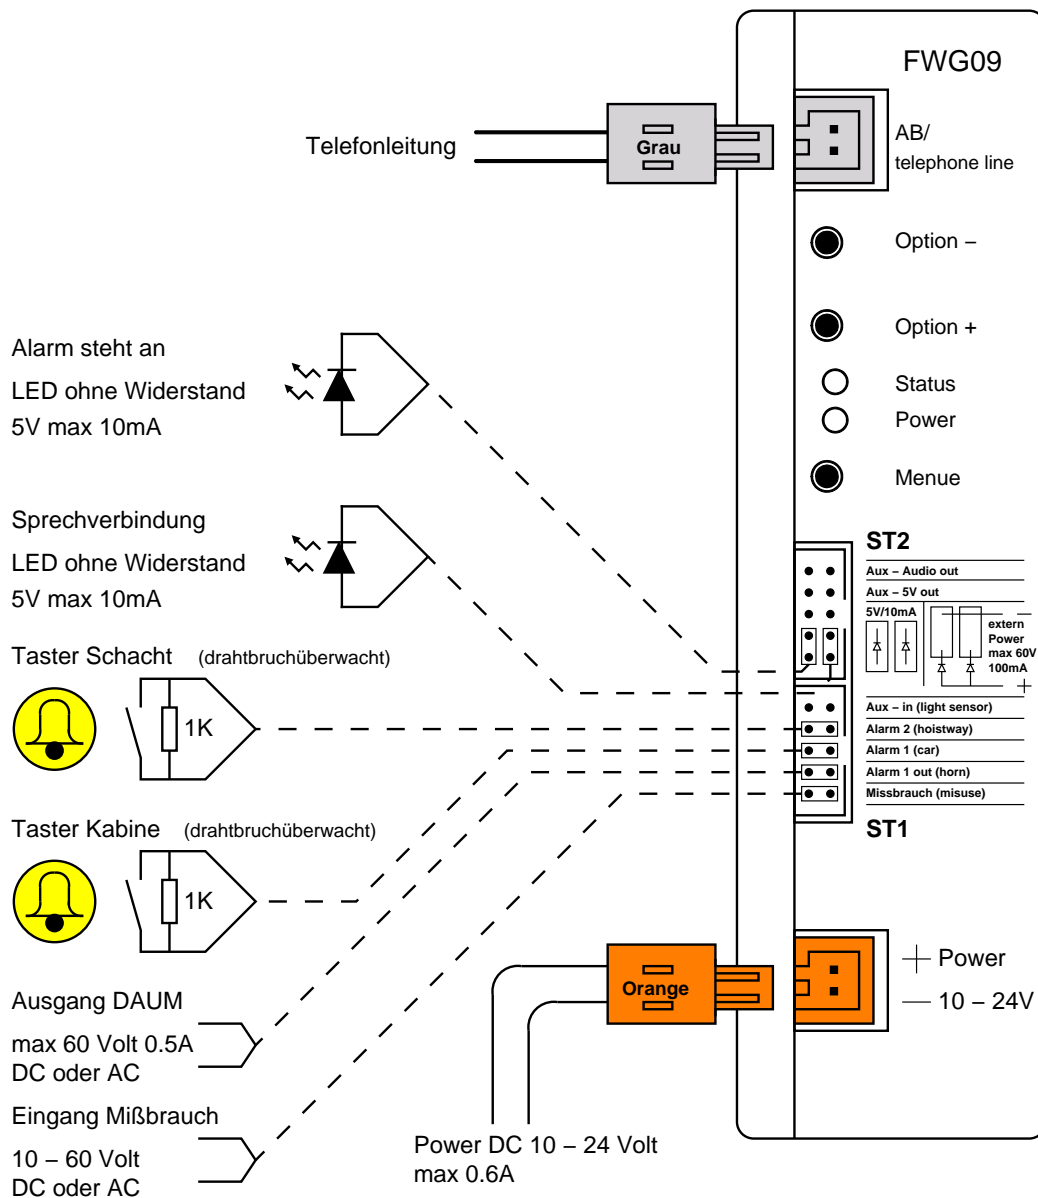 FWG09
Telefonleitung
Grau
AB/
telephone line
Option –
Option +
Status
Power
Menue
Alarm steht an
LED ohne Widerstand
5V max 10mA
Sprechverbindung
LED ohne Widerstand
5V max 10mA
ST2
Aux – Audio out
Aux – 5V out
5V/10mA
extern
Power
max 60V
100mA
Aux – in (light sensor)
Alarm 2 (hoistway)
Alarm 1 (car)
Alarm 1 out (horn)
Missbrauch (misuse)
ST1
Taster Schacht (drahtbruchüberwacht)
1K
Taster Kabine (drahtbruchüberwacht)
1K
Ausgang DAUM
max 60 Volt 0.5A
DC oder AC
Eingang Mißbrauch
10 – 60 Volt
DC oder AC
Orange
+ Power
— 10 – 24V
Power DC 10 – 24 Volt
max 0.6A